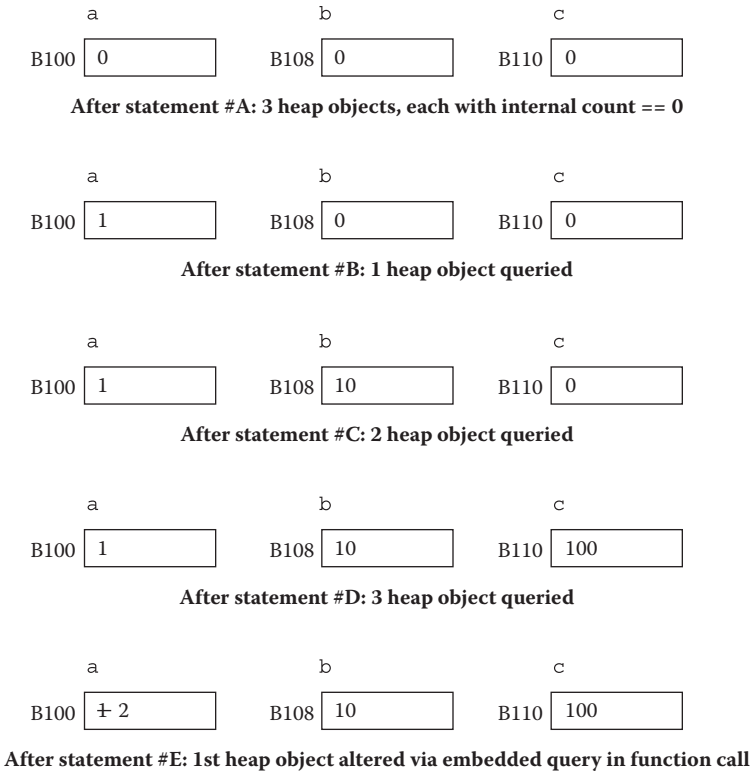 a b c
B100 0 B108 0 B110 0
After statement #A: 3 heap objects, each with internal count == 0
a b c
B100 1 B108 0 B110 0
After statement #B: 1 heap object queried
a b c
B100 1 B108 10 B110 0
After statement #C: 2 heap object queried
a b c
B100 1 B108 10 B110 100
After statement #D: 3 heap object queried
a b c
B100 1 2 B108 10 B110 100
After statement #E: 1st heap object altered via embedded query in function call